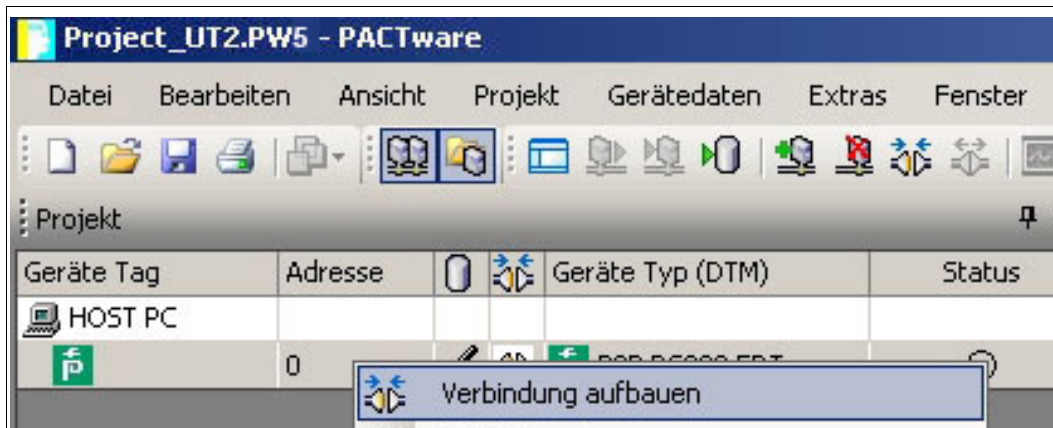 Project_UT2.PW5 - PACTware
Datei Bearbeiten Ansicht Projekt Gerätedaten Extras Fenster
Projekt
Geräte Tag Adresse Geräte Typ (DTM) Status
HOST PC
0
Verbindung aufbauen